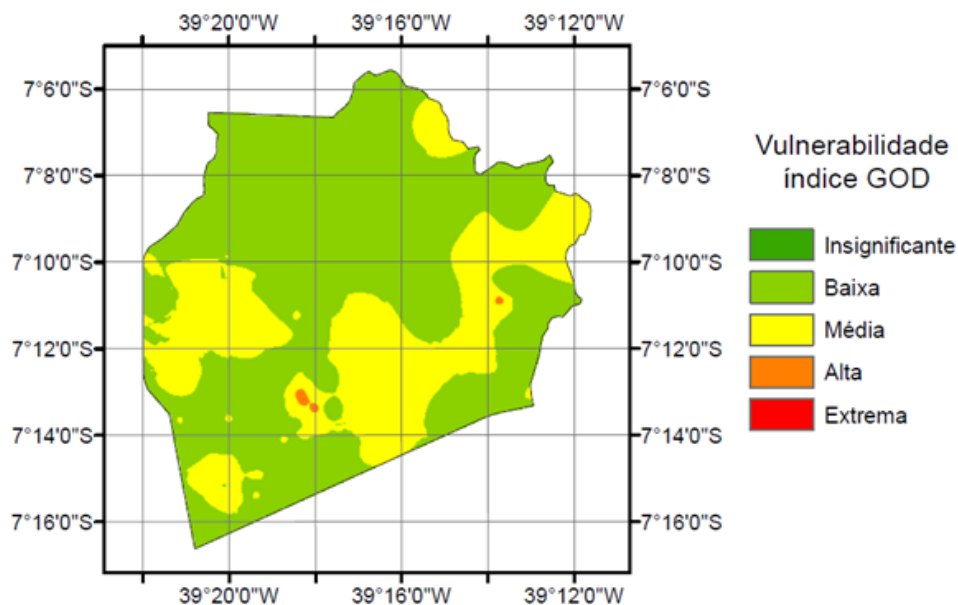 39°20'0"W 39°16'0"W 39°12'0"W
7°6'0"S 7°6'0"S
7°8'0"S 7°8'0"S
7°10'0"S 7°10'0"S
7°12'0"S 7°12'0"S
7°14'0"S 7°14'0"S
7°16'0"S 7°16'0"S
39°20'0"W 39°16'0"W 39°12'0"W
Vulnerabilidade
índice GOD
Insignificante
Baixa
Média
Alta
Extrema